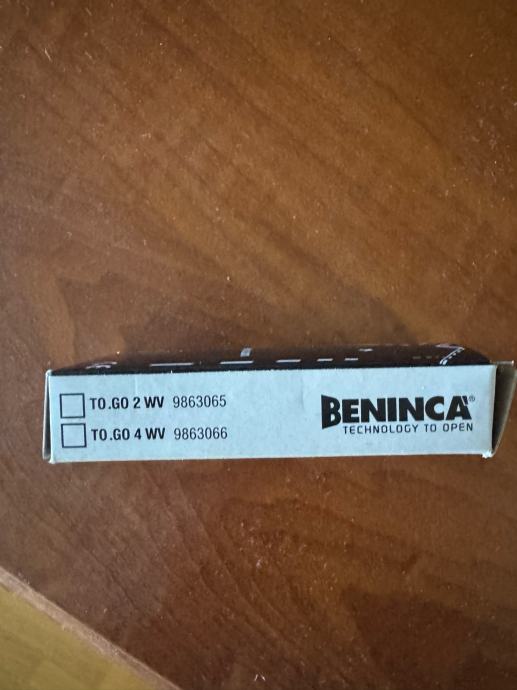 TO.GO 2 WV 9863065
TO.GO 4 WV 9863066
BENINCA®
TECHNOLOGY TO OPEN